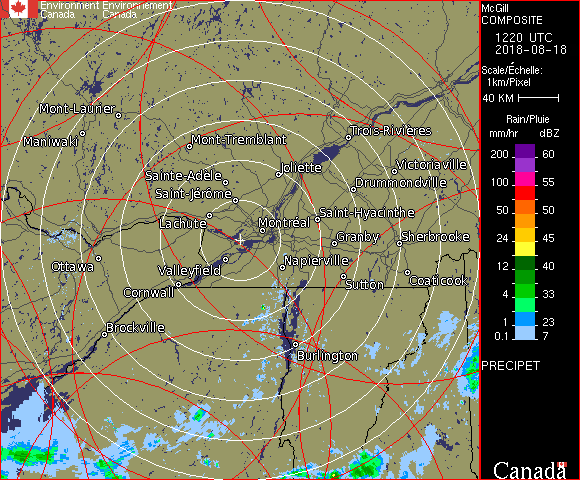 Environment Environnement
Canada Canada
McGill
COMPOSITE
1220 UTC
2018-08-18
Scale/Échelle:
1km/Pixel
40 KM
Rain/Pluie
mm/hr dBZ
200 60
150 57
100 55
50 50
24 45
12 40
4 33
1 23
0.1 7
PRECIPET
Canada
Mont-Laurier
Maniwaki
Mont-Tremblant
Trois-Rivières
Sainte-Adèle
Joliette
Victoriaville
Saint-Jérôme
Drummondville
Lachute
Montréal
Saint-Hyacinthe
Granby
Sherbrooke
Ottawa
Valleyfield
Napierville
Cornwall
Sutton
Coaticook
Brockville
Burlington